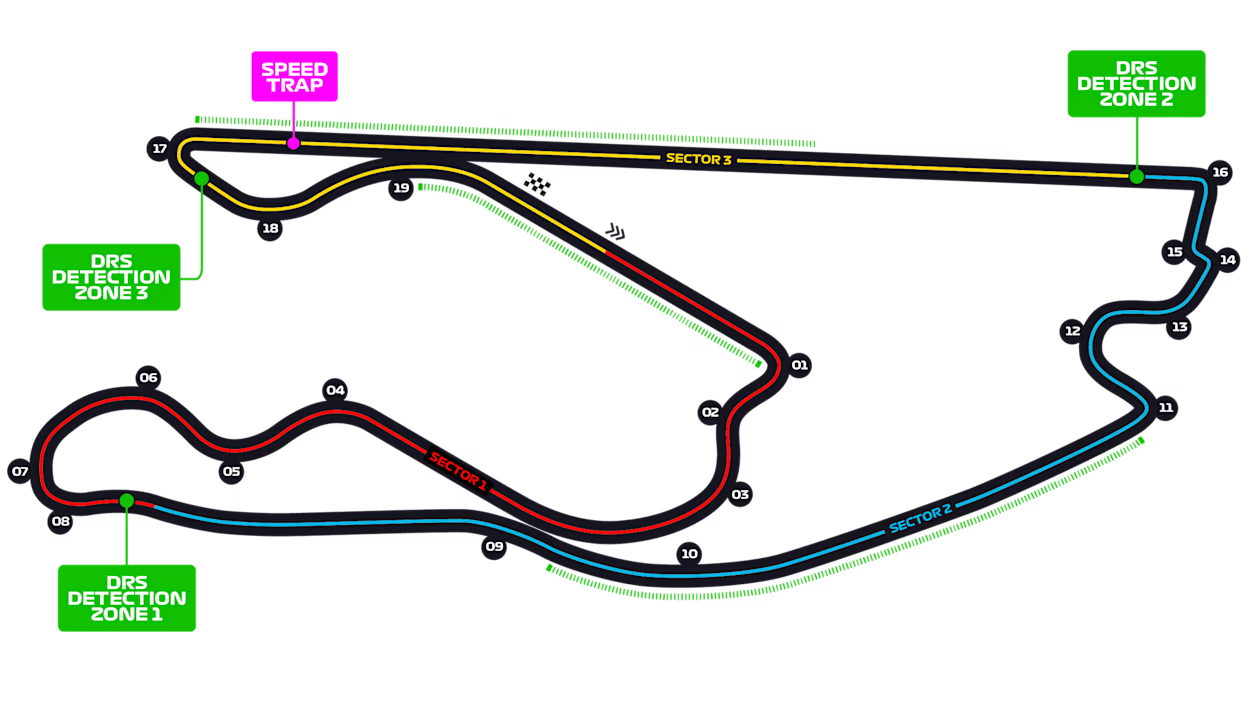 SPEED
TRAP
DRS
DETECTION
ZONE 2
17
SECTOR 3
16
19
18
15
14
DRS
DETECTION
ZONE 3
12
13
01
06
04
02
11
07
05
SECTOR 1
03
08
SECTOR 2
09
10
DRS
DETECTION
ZONE 1